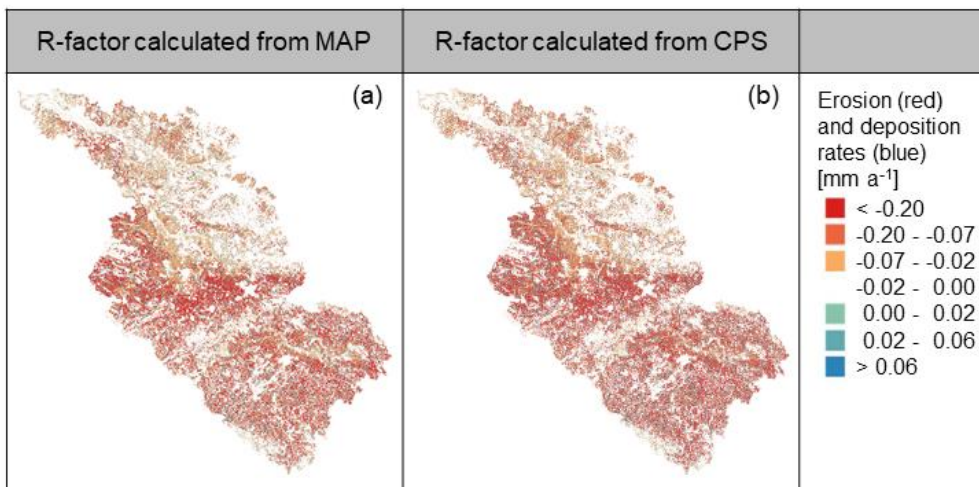 R-factor calculated from MAP
R-factor calculated from CPS
(a)
(b)
Erosion (red)
and deposition
rates (blue)
[mm a⁻¹]
< -0.20
-0.20 - -0.07
-0.07 - -0.02
-0.02 - 0.00
0.00 - 0.02
0.02 - 0.06
> 0.06